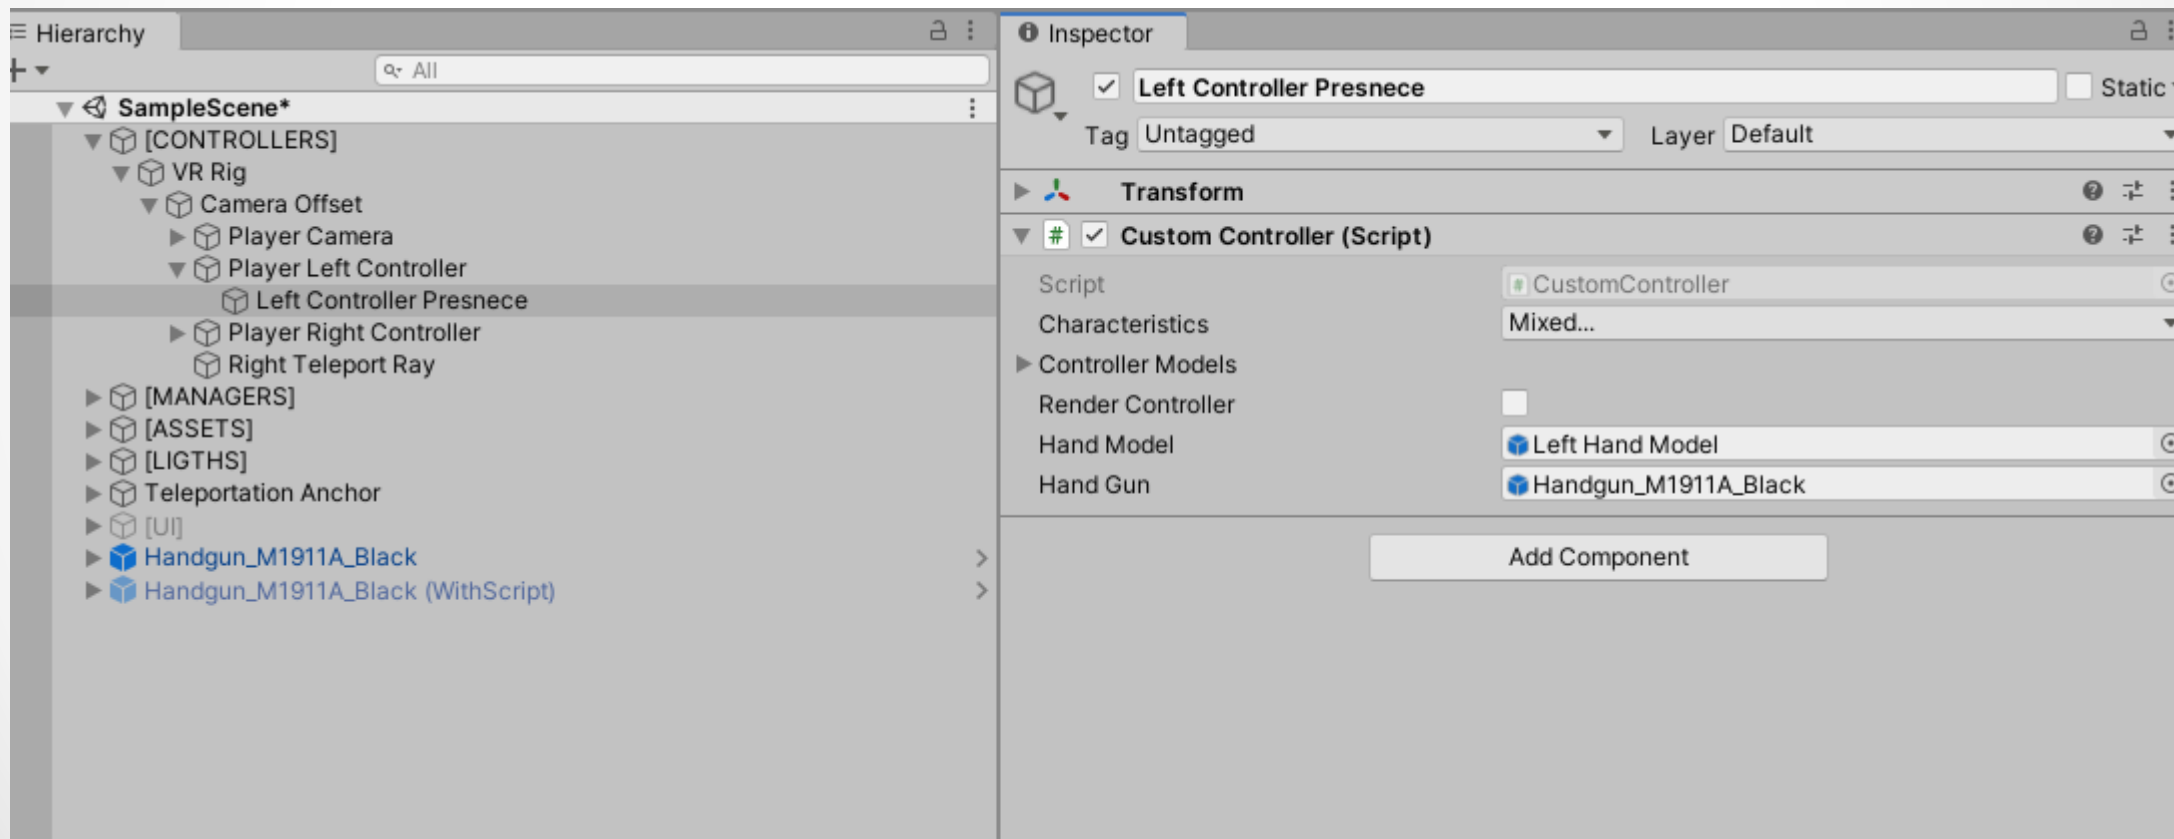 Hierarchy
All
SampleScene*
[CONTROLLERS]
VR Rig
Camera Offset
Player Camera
Player Left Controller
Left Controller Presnece
Player Right Controller
Right Teleport Ray
[MANAGERS]
[ASSETS]
[LIGTHS]
Teleportation Anchor
[UI]
Handgun_M1911A_Black
Handgun_M1911A_Black (WithScript)
Inspector
Left Controller Presnece
Static
Tag Untagged Layer Default
Transform
# Custom Controller (Script)
Script # CustomController
Characteristics Mixed...
Controller Models
Render Controller
Hand Model Left Hand Model
Hand Gun Handgun_M1911A_Black
Add Component